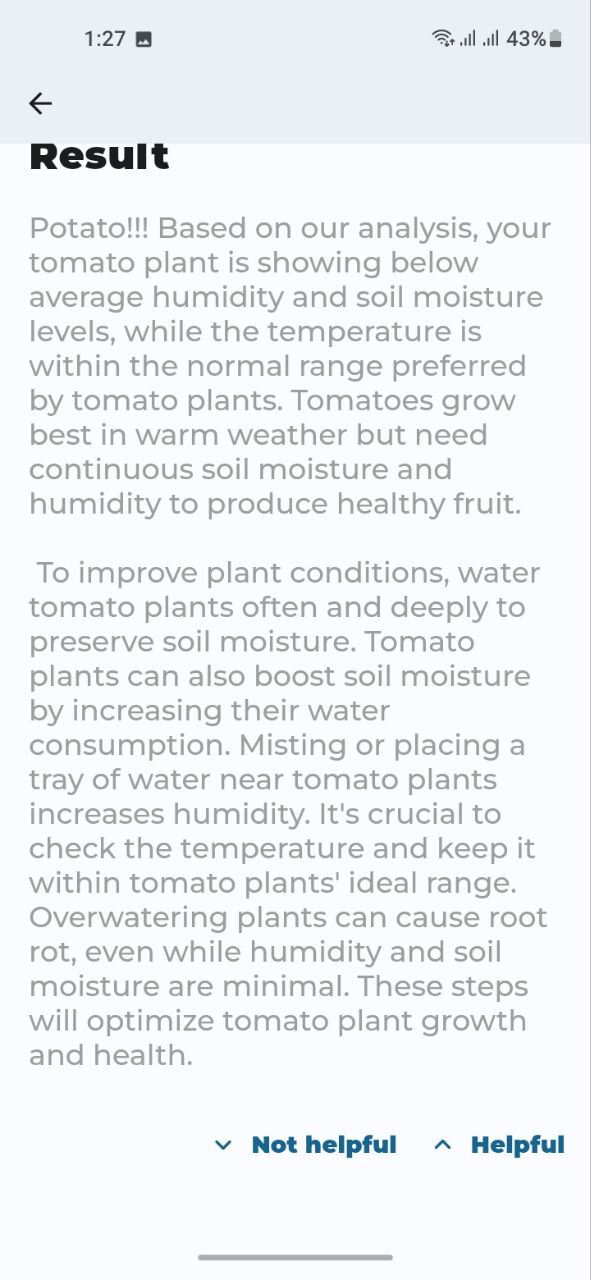 1:27
43%
Result
Potato!!! Based on our analysis, your
tomato plant is showing below
average humidity and soil moisture
levels, while the temperature is
within the normal range preferred
by tomato plants. Tomatoes grow
best in warm weather but need
continuous soil moisture and
humidity to produce healthy fruit.
To improve plant conditions, water
tomato plants often and deeply to
preserve soil moisture. Tomato
plants can also boost soil moisture
by increasing their water
consumption. Misting or placing a
tray of water near tomato plants
increases humidity. It's crucial to
check the temperature and keep it
within tomato plants' ideal range.
Overwatering plants can cause root
rot, even while humidity and soil
moisture are minimal. These steps
will optimize tomato plant growth
and health.
Not helpful
Helpful